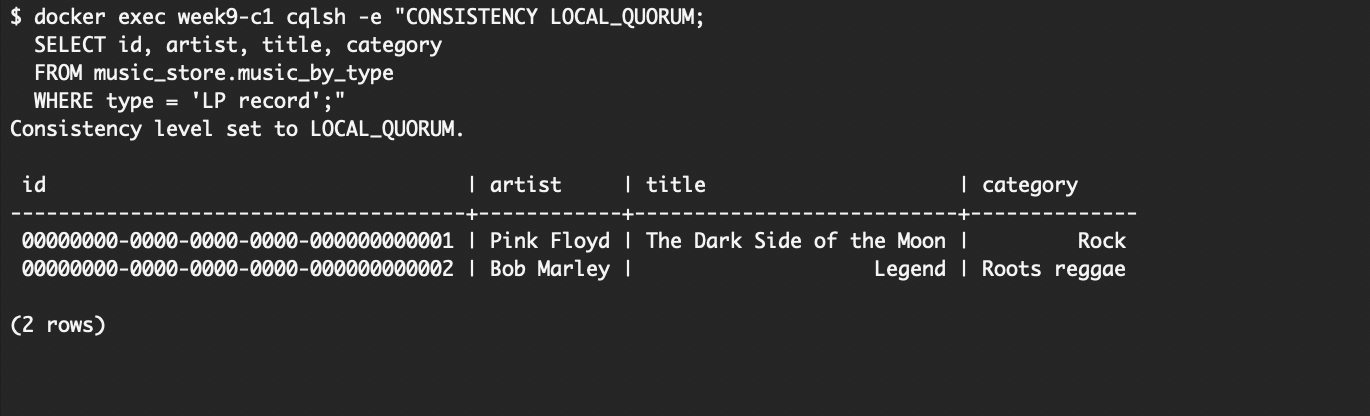 $ docker exec week9-c1 cqlsh -e "CONSISTENCY LOCAL_QUORUM;
  SELECT id, artist, title, category
  FROM music_store.music_by_type
  WHERE type = 'LP record';"
Consistency level set to LOCAL_QUORUM.

 id                                   | artist     | title                     | category
--------------------------------------+------------+---------------------------+--------------
 00000000-0000-0000-0000-000000000001 | Pink Floyd | The Dark Side of the Moon |         Rock
 00000000-0000-0000-0000-000000000002 | Bob Marley |                    Legend | Roots reggae

(2 rows)